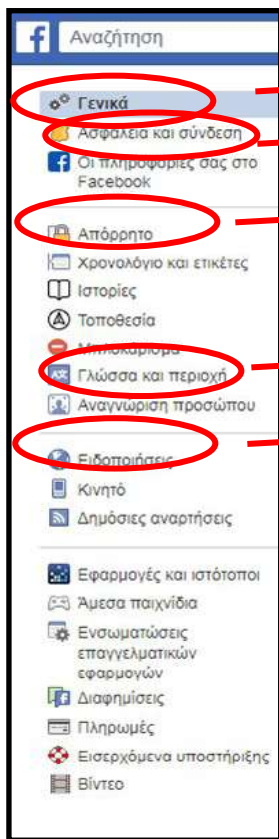 Αναζήτηση
Γενικά
Ασφάλεια και σύνδεση
Οι πληροφορίες σας στο
Facebook
Απόρρητο
Χρονολόγιο και ετικέτες
Ιστορίες
Τοποθεσία
Μπλοκάρισμα
Γλώσσα και περιοχή
Αναγνώριση προσώπου
Ειδοποιήσεις
Κινητό
Δημόσιες αναρτήσεις
Εφαρμογές και ιστότοποι
Άμεσα παιχνίδια
Ενσωματώσεις
επαγγελματικών
εφαρμογών
Διαφημίσεις
Πληρωμές
Εισερχόμενα υποστήριξης
Βίντεο